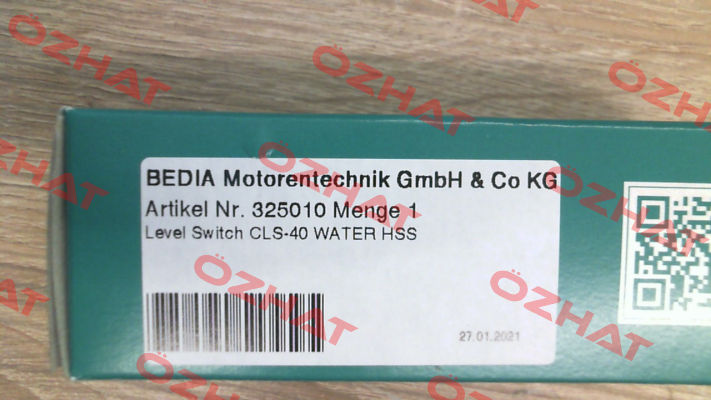 BEDIA Motorentechnik GmbH & Co KG
Artikel Nr. 325010 Menge 1
Level Switch CLS-40 WATER HSS
27.01.2021
ÖZHAT
ÖZHAT
ÖZHAT
ÖZHAT
ÖZHAT
ÖZHAT